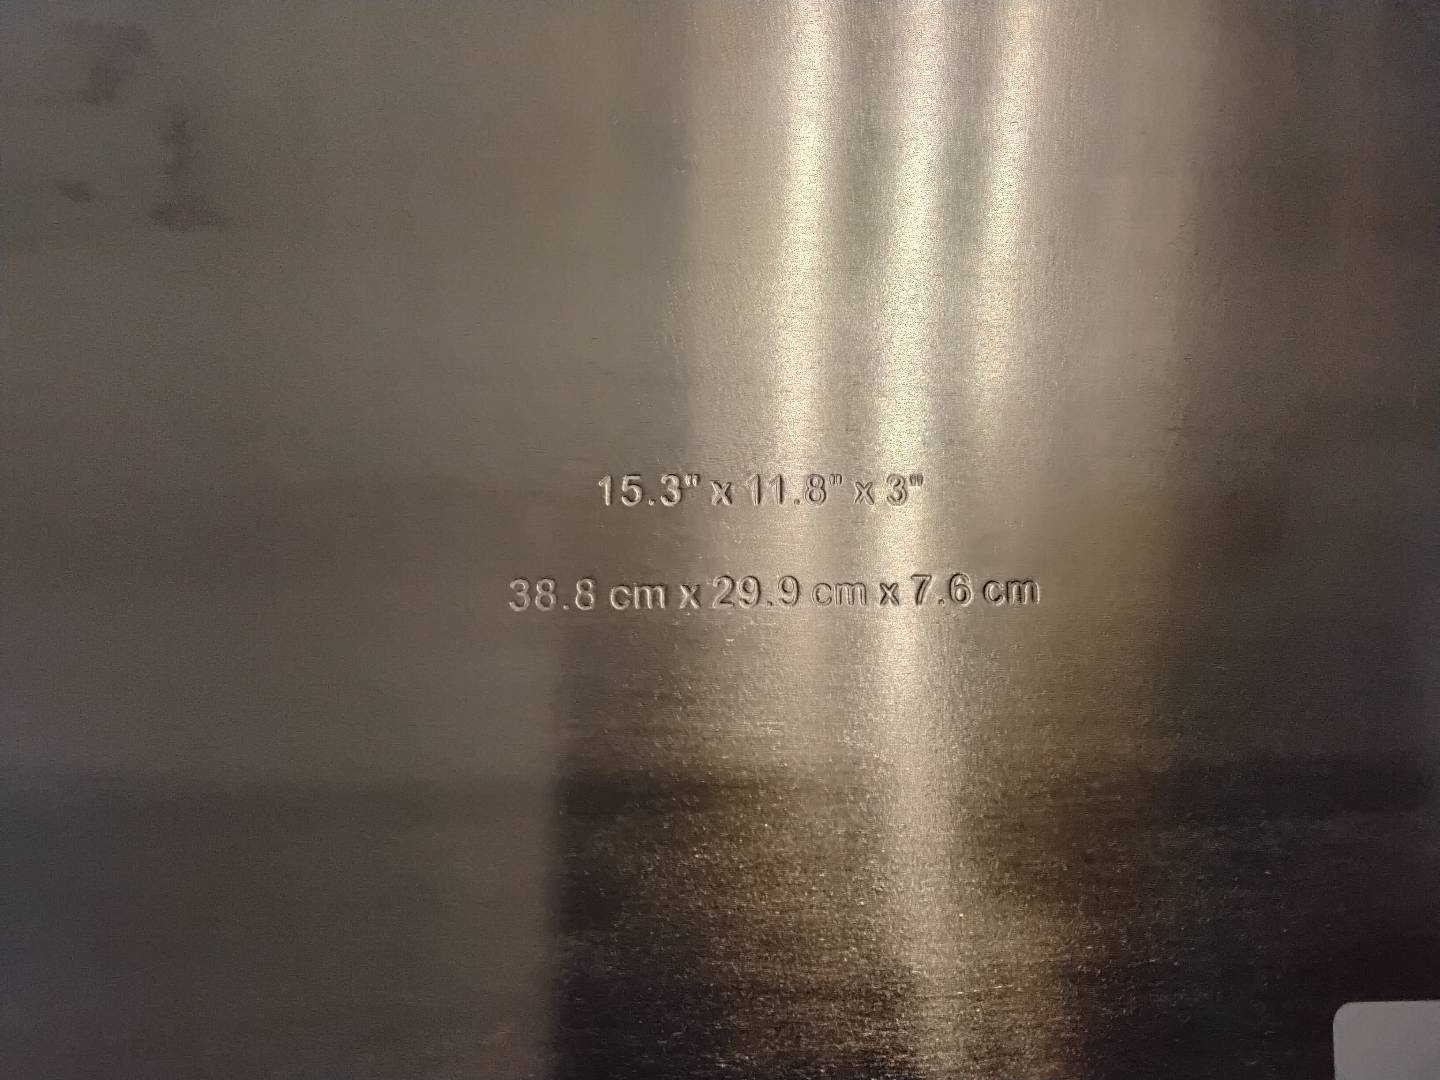 15.3" x 11.8" x 3"
38.8 cm x 29.9 cm x 7.6 cm